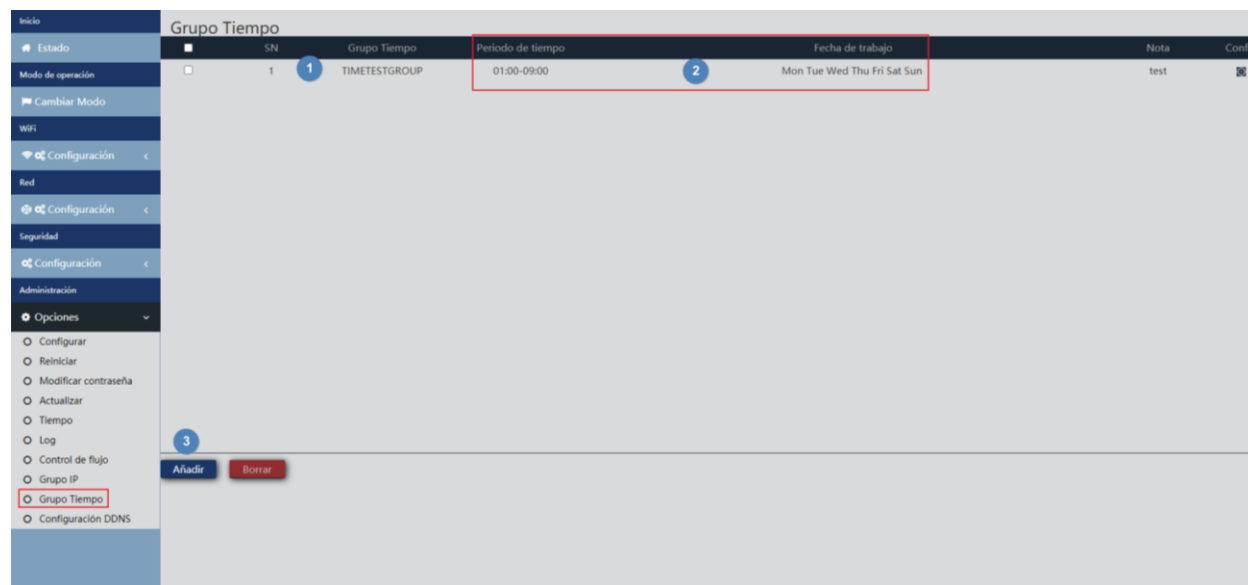 Inicio
Estado
Modo de operación
Cambiar Modo
WiFi
Configuración
Red
Configuración
Seguridad
Configuración
Administración
Opciones
Configurar
Reiniciar
Modificar contraseña
Actualizar
Tiempo
Log
Control de flujo
Grupo IP
Grupo Tiempo
Configuración DDNS
Grupo Tiempo
SN Grupo Tiempo Periodo de tiempo Fecha de trabajo Nota Conf
1 1 TIMETESTGROUP 01:00-09:00 2 Mon Tue Wed Thu Fri Sat Sun test
3
Añadir Borrar